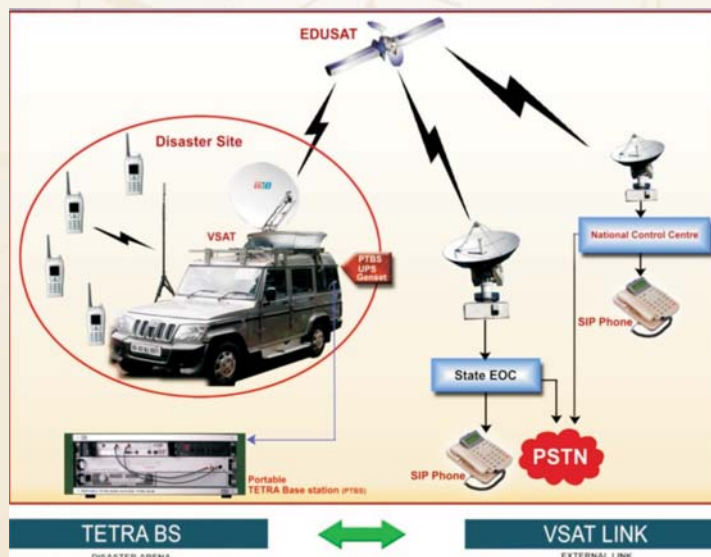 EDUSAT
Disaster Site
VSAT
PTBS
UPS
Genset
National Control Centre
SIP Phone
State EOC
SIP Phone
PSTN
Portable
TETRA Base station (PTBS)
TETRA BS
VSAT LINK
DISASTER ARENA
EXTERNAL LINK